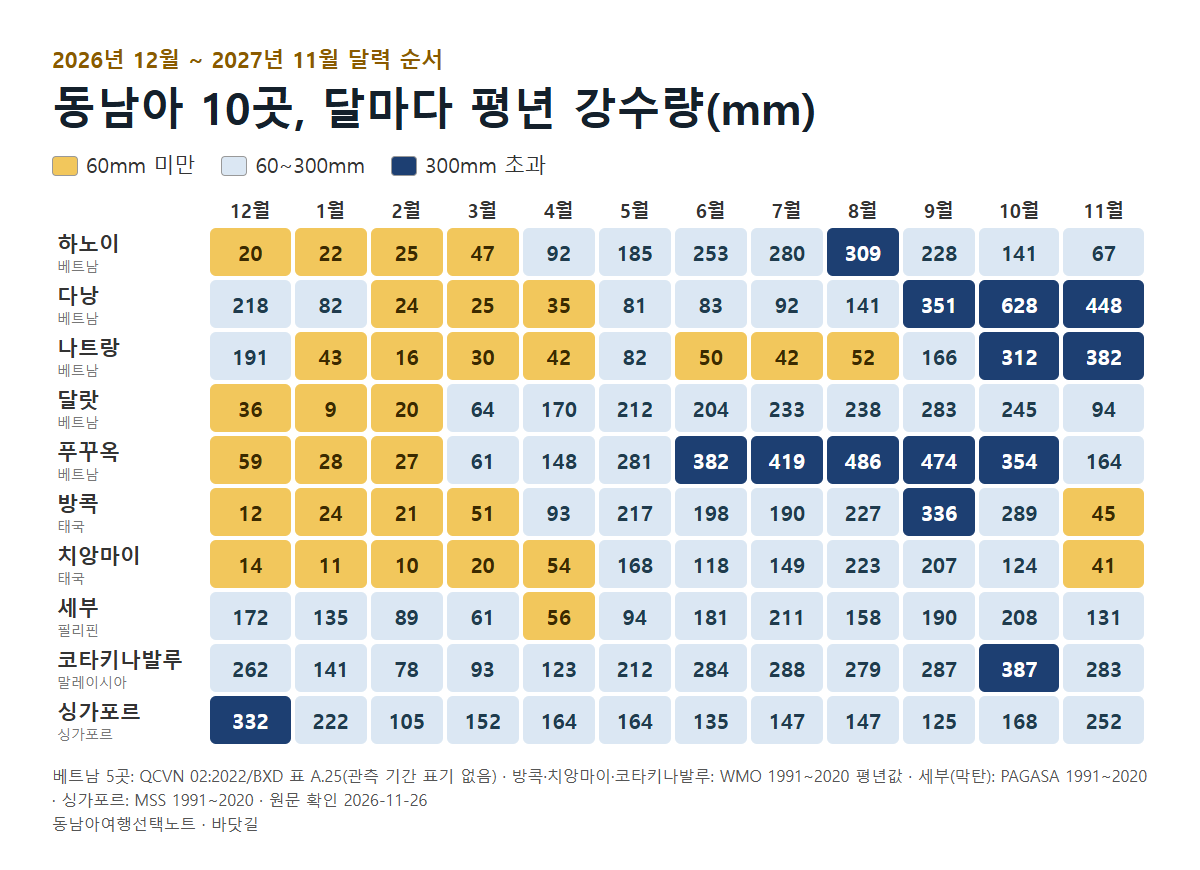 2026년 12월 ~ 2027년 11월 달력 순서
동남아 10곳, 달마다 평년 강수량(mm)
60mm 미만 60~300mm 300mm 초과
12월 1월 2월 3월 4월 5월 6월 7월 8월 9월 10월 11월
하노이 20 22 25 47 92 185 253 280 309 228 141 67
베트남
다낭 218 82 24 25 35 81 83 92 141 351 628 448
베트남
나트랑 191 43 16 30 42 82 50 42 52 166 312 382
베트남
달랏 36 9 20 64 170 212 204 233 238 283 245 94
베트남
푸꾸옥 59 28 27 61 148 281 382 419 486 474 354 164
베트남
방콕 12 24 21 51 93 217 198 190 227 336 289 45
태국
치앙마이 14 11 10 20 54 168 118 149 223 207 124 41
태국
세부 172 135 89 61 56 94 181 211 158 190 208 131
필리핀
코타키나발루 262 141 78 93 123 212 284 288 279 287 387 283
말레이시아
싱가포르 332 222 105 152 164 164 135 147 147 125 168 252
싱가포르
베트남 5곳: QCVN 02:2022/BXD 표 A.25(관측 기간 표기 없음) · 방콕·치앙마이·코타키나발루: WMO 1991~2020 평년값 · 세부(막탄): PAGASA 1991~2020
· 싱가포르: MSS 1991~2020 · 원문 확인 2026-11-26
동남아여행선택노트 · 바닷길